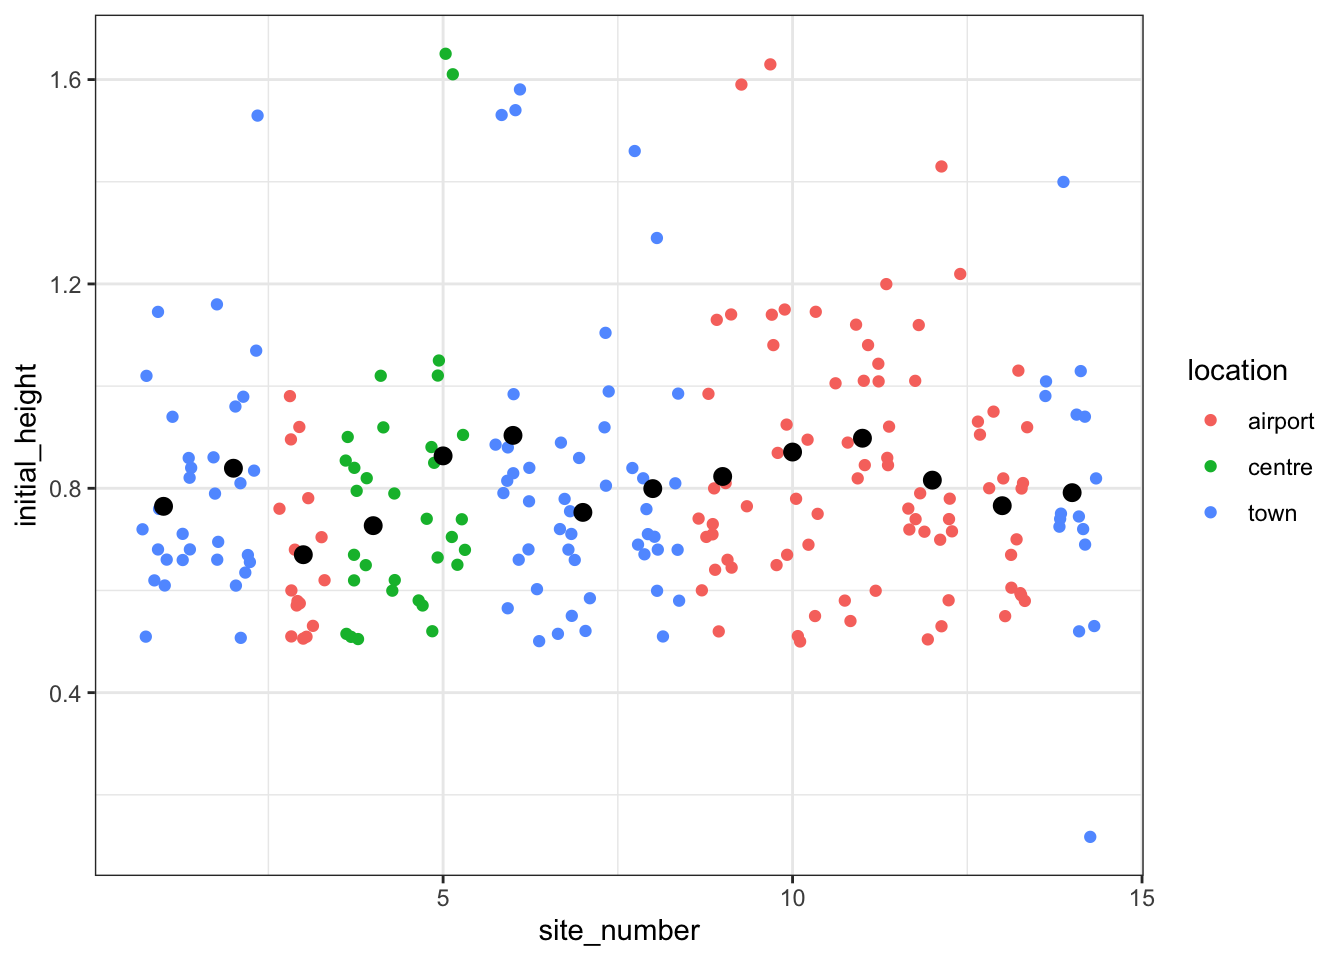 1.6
1.2
0.8
0.4
initial_height
5
10
15
site_number
location
airport
centre
town